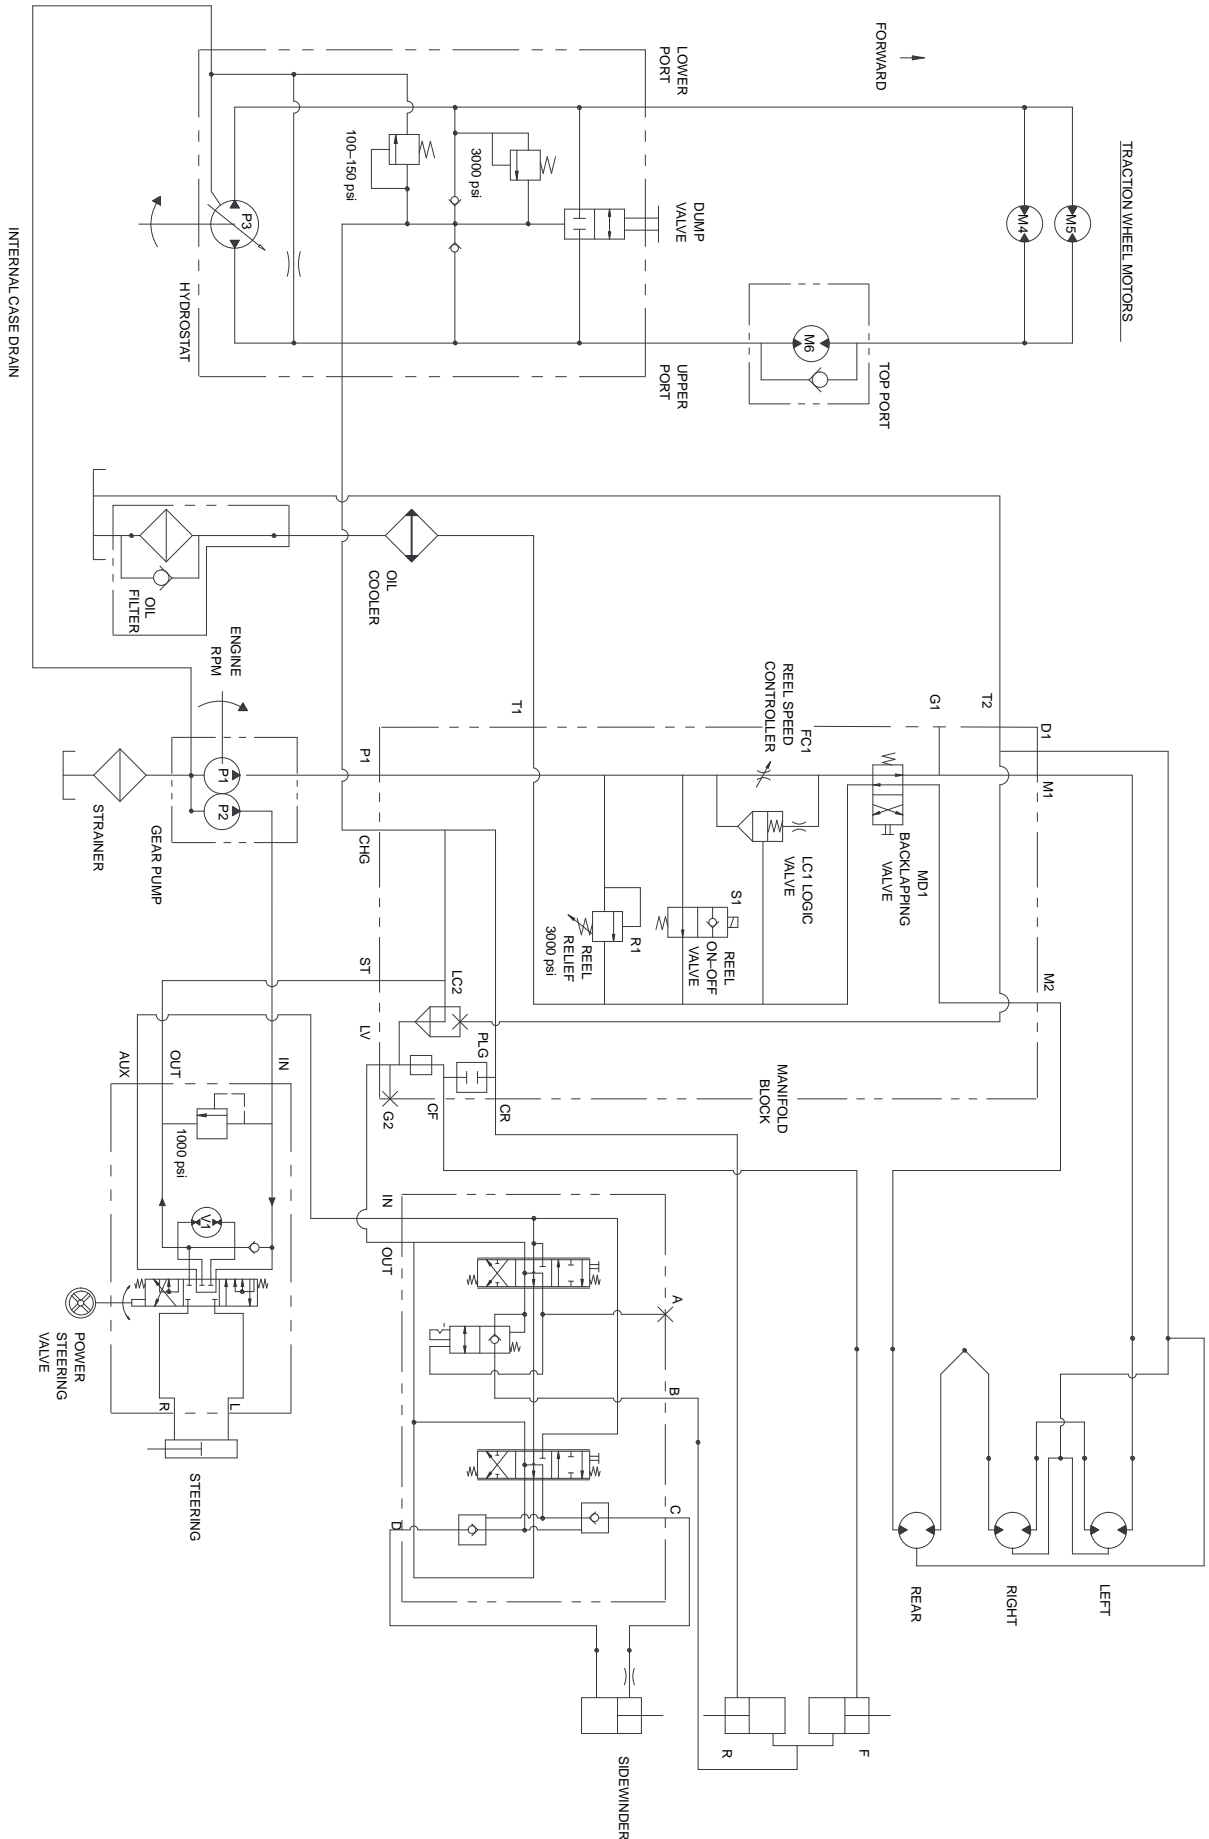 FORWARD
TRACTION WHEEL MOTORS
LOWER
PORT
100–150 psi
3000 psi
DUMP
VALVE
P3
M4
M5
M6
HYDROSTAT
UPPER
PORT
TOP PORT
INTERNAL CASE DRAIN
OIL
FILTER
OIL
COOLER
ENGINE
RPM
T1
REEL SPEED
CONTROLLER
FC1
G1
T2
D1
P1
M1
P1
P2
STRAINER
GEAR PUMP
CHG
LC1 LOGIC
VALVE
MD1
BACKLAPPING
VALVE
S1
REEL
ON–OFF
VALVE
R1
REEL
RELIEF
3000 psi
ST
LC2
M2
LV
PLG
G2
CF
CR
MANIFOLD
BLOCK
AUX
OUT
IN
1000 psi
V1
IN
OUT
A
B
C
D
R
L
POWER
STEERING
VALVE
STEERING
LEFT
RIGHT
REAR
R
F
SIDEWINDER